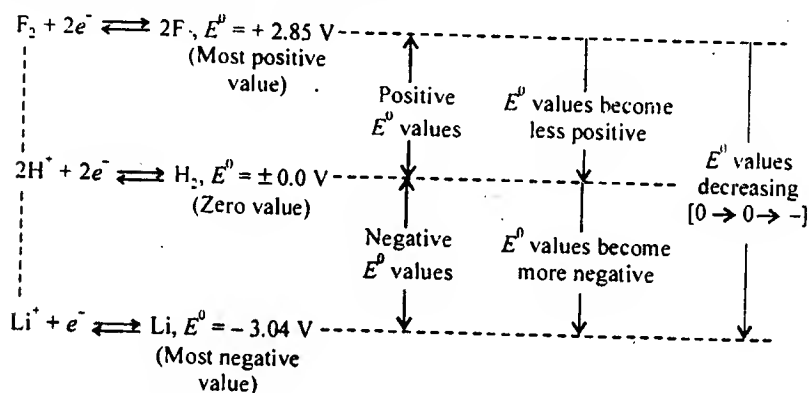 F₂ + 2e⁻ ⇌ 2F⁻, E⁰ = + 2.85 V
(Most positive
value)
Positive
E⁰ values
E⁰ values become
less positive
E⁰ values
decreasing
[0 → 0 → -]
2H⁺ + 2e⁻ ⇌ H₂, E⁰ = ± 0.0 V
(Zero value)
Negative
E⁰ values
E⁰ values become
more negative
Li⁺ + e⁻ ⇌ Li, E⁰ = − 3.04 V
(Most negative
value)